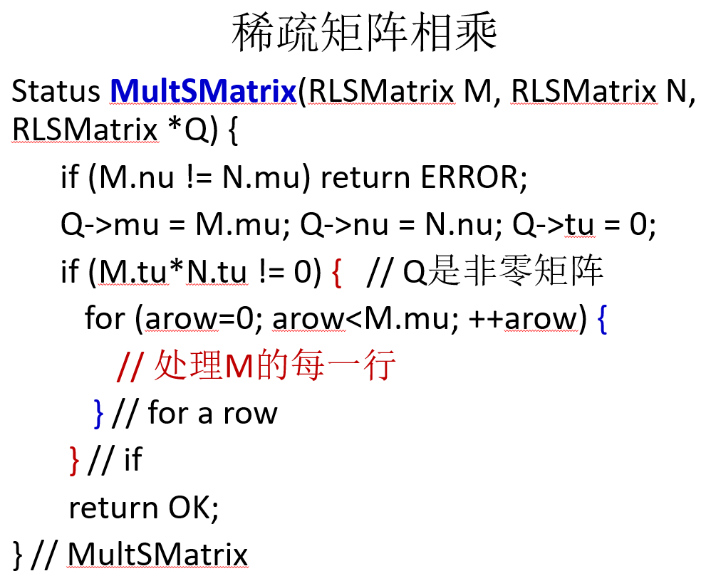 稀疏矩阵相乘
Status MultSMatrix(RLSMatrix M, RLSMatrix N,
RLSMatrix *Q) {
if (M.nu != N.mu) return ERROR;
Q->mu = M.mu; Q->nu = N.nu; Q->tu = 0;
if (M.tu*N.tu != 0) { // Q是非零矩阵
for (arow=0; arow<M.mu; ++arow) {
// 处理M的每一行
} // for a row
} // if
return OK;
} // MultSMatrix